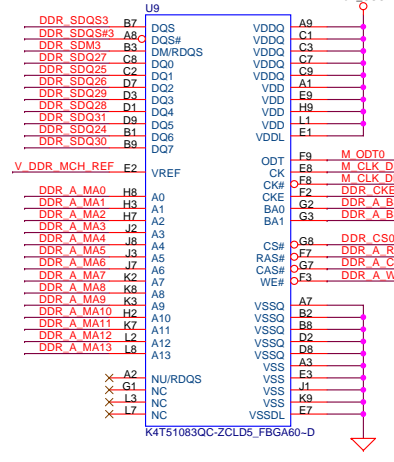 U9
DDR_SDQS3 B7 DQS VDDQ A9
DDR_SDQS#3 A8 DQS# VDDQ C1
DDR_SDM3 B3 DM/RDQS VDDQ C3
DDR_SDQ27 C8 DQ0 VDDQ C7
DDR_SDQ25 C2 DQ1 VDDQ C9
DDR_SDQ26 D7 DQ2 VDD A1
DDR_SDQ29 D3 DQ3 VDD E9
DDR_SDQ28 D1 DQ4 VDD H9
DDR_SDQ31 D9 DQ5 VDD L1
DDR_SDQ24 B1 DQ6 VDDL E1
DDR_SDQ30 B9 DQ7
ODT F9 M_ODT0
V_DDR_MCH_REF E2 VREF CK E8 M_CLK_D
CK# F8 M_CLK_D
CKE F2 DDR_CKE
DDR_A_MA0 H8 A0 BA0 G2 DDR_A_B
DDR_A_MA1 H3 A1 BA1 G3 DDR_A_B
DDR_A_MA2 H7 A2
DDR_A_MA3 J2 A3
DDR_A_MA4 J8 A4 CS# G8 DDR_CS0
DDR_A_MA5 J3 A5 RAS# F7 DDR_A_R
DDR_A_MA6 J7 A6 CAS# G7 DDR_A_C
DDR_A_MA7 K2 A7 WE# F3 DDR_A_W
DDR_A_MA8 K8 A8
DDR_A_MA9 K3 A9 VSSQ A7
DDR_A_MA10 H2 A10 VSSQ B2
DDR_A_MA11 K7 A11 VSSQ B8
DDR_A_MA12 L2 A12 VSSQ D2
DDR_A_MA13 L8 A13 VSSQ D8
VSS A3
A2 NU/RDQS VSS E3
G1 NC VSS J1
L3 NC VSS K9
L7 NC VSSDL E7
K4T51083QC-ZCLD5_FBGA60~D